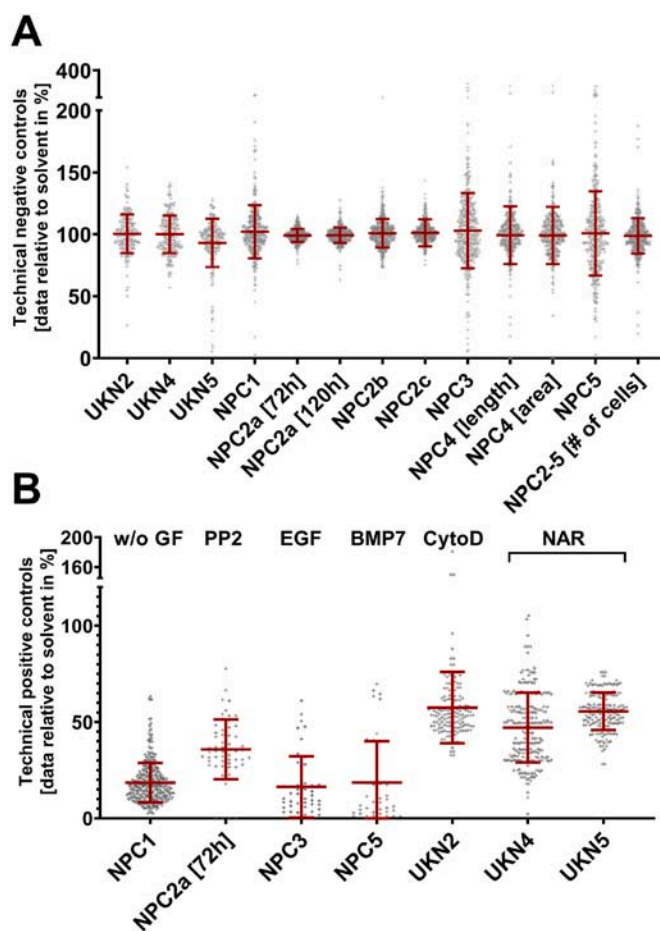 A
Technical negative controls
[data relative to solvent in %]
400
200
150
100
50
0
UKN2
UKN4
UKN5
NPC1
NPC2a [72h]
NPC2a [120h]
NPC2b
NPC2c
NPC3
NPC4 [length]
NPC4 [area]
NPC5
NPC2-5 [# of cells]
B
Technical positive controls
[data relative to solvent in %]
w/o GF PP2 EGF BMP7 CytoD NAR
200
160
100
50
0
NPC1
NPC2a [72h]
NPC3
NPC5
UKN2
UKN4
UKN5